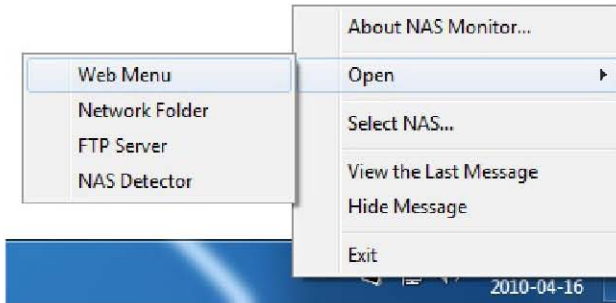 About NAS Monitor...
Open
Web Menu
Network Folder
FTP Server
NAS Detector
Select NAS...
View the Last Message
Hide Message
Exit
2010-04-16